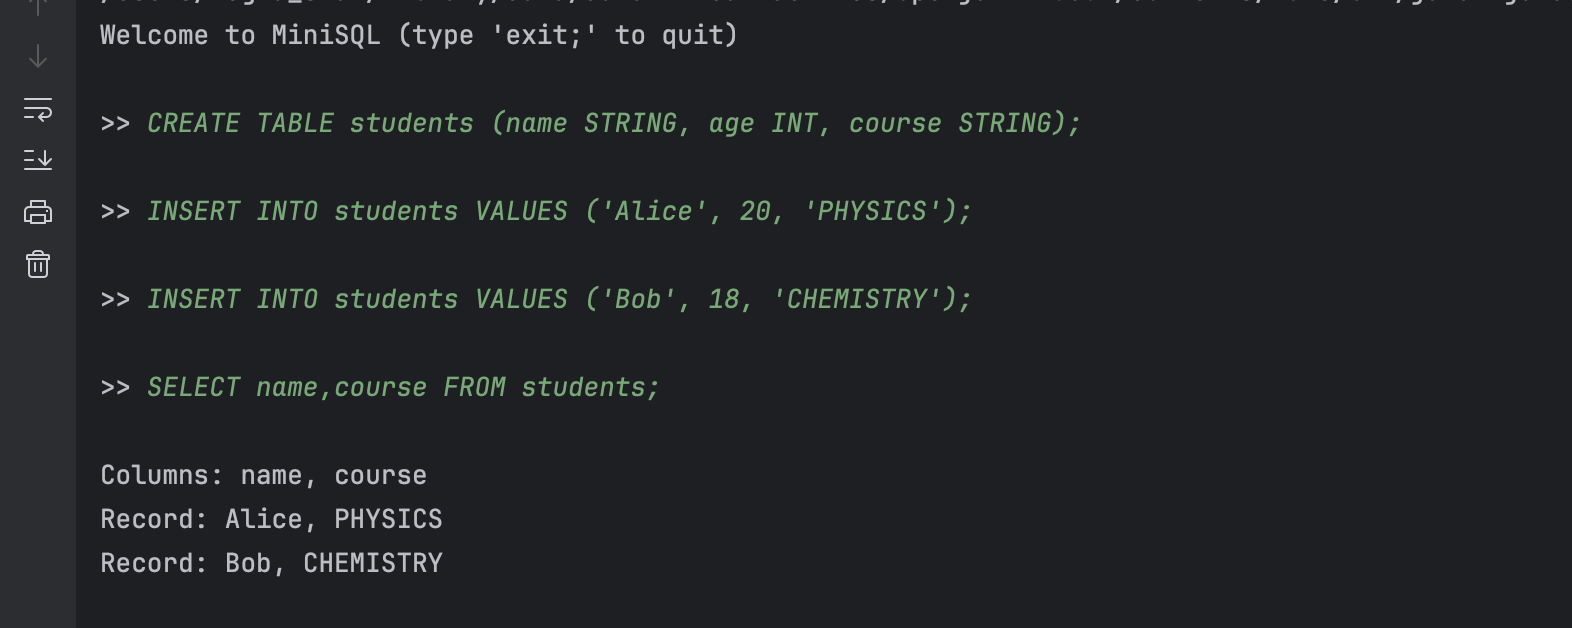 Welcome to MiniSQL (type 'exit;' to quit)
>> CREATE TABLE students (name STRING, age INT, course STRING);
>> INSERT INTO students VALUES ('Alice', 20, 'PHYSICS');
>> INSERT INTO students VALUES ('Bob', 18, 'CHEMISTRY');
>> SELECT name,course FROM students;
Columns: name, course
Record: Alice, PHYSICS
Record: Bob, CHEMISTRY